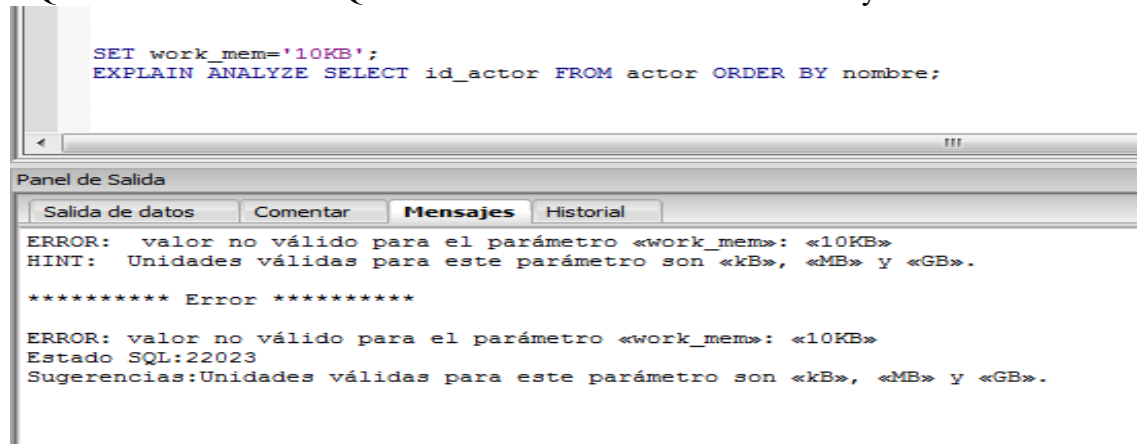 SET work_mem='10KB';
EXPLAIN ANALYZE SELECT id_actor FROM actor ORDER BY nombre;
Panel de Salida
Salida de datos Comentar Mensajes Historial
ERROR: valor no válido para el parámetro «work_mem»: «10KB»
HINT: Unidades válidas para este parámetro son «kB», «MB» y «GB».
********** Error **********
ERROR: valor no válido para el parámetro «work_mem»: «10KB»
Estado SQL:22023
Sugerencias:Unidades válidas para este parámetro son «kB», «MB» y «GB».